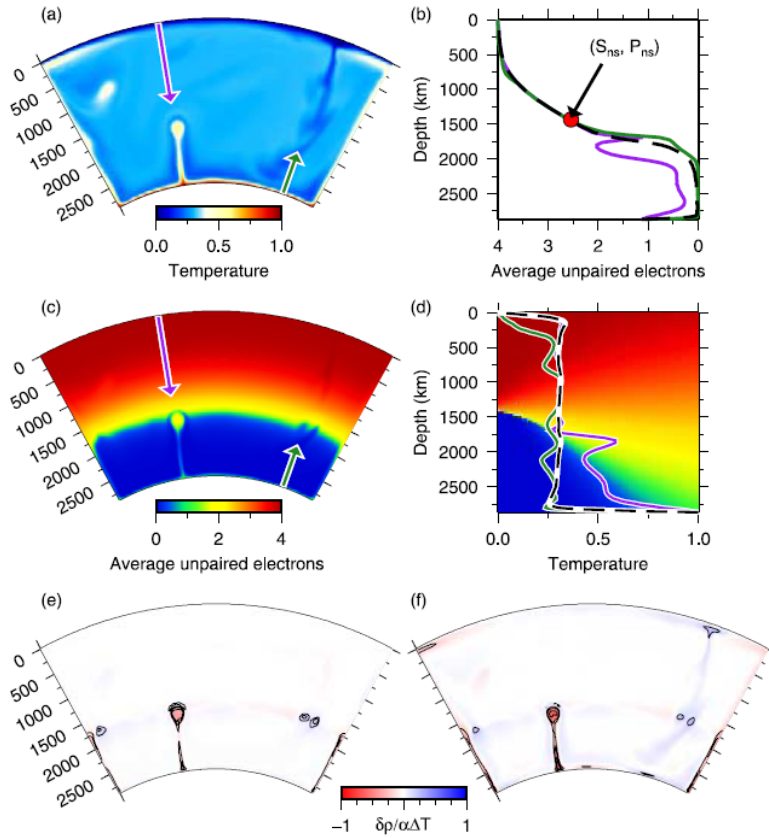 (a)
0
500
1000
1500
2000
2500
0.0 0.5 1.0
Temperature
(b)
(Sns, Pns)
Depth (km)
0
500
1000
1500
2000
2500
4 3 2 1 0
Average unpaired electrons
(c)
0
500
1000
1500
2000
2500
0 2 4
Average unpaired electrons
(d)
Depth (km)
0
500
1000
1500
2000
2500
0.0 0.5 1.0
Temperature
(e)
0
500
1000
1500
2000
2500
(f)
−1 δρ/αΔT 1